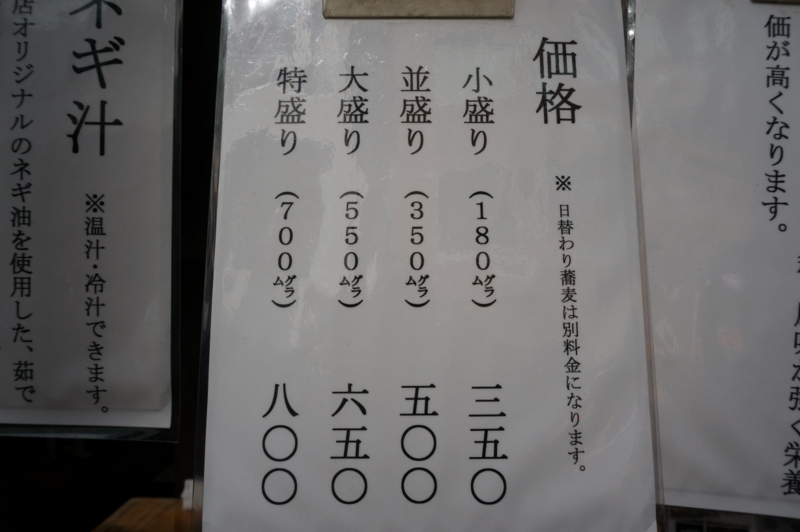 価が高くなります。
強く栄養
価格
※ 日替わり蕎麦は別料金になります。
小盛り (180グラム) 三五〇
並盛り (350グラム) 五〇〇
大盛り (550グラム) 六五〇
特盛り (700グラム) 八〇〇
ネギ汁
※温汁・冷汁できます。
店オリジナルのネギ油を使用した、茹で